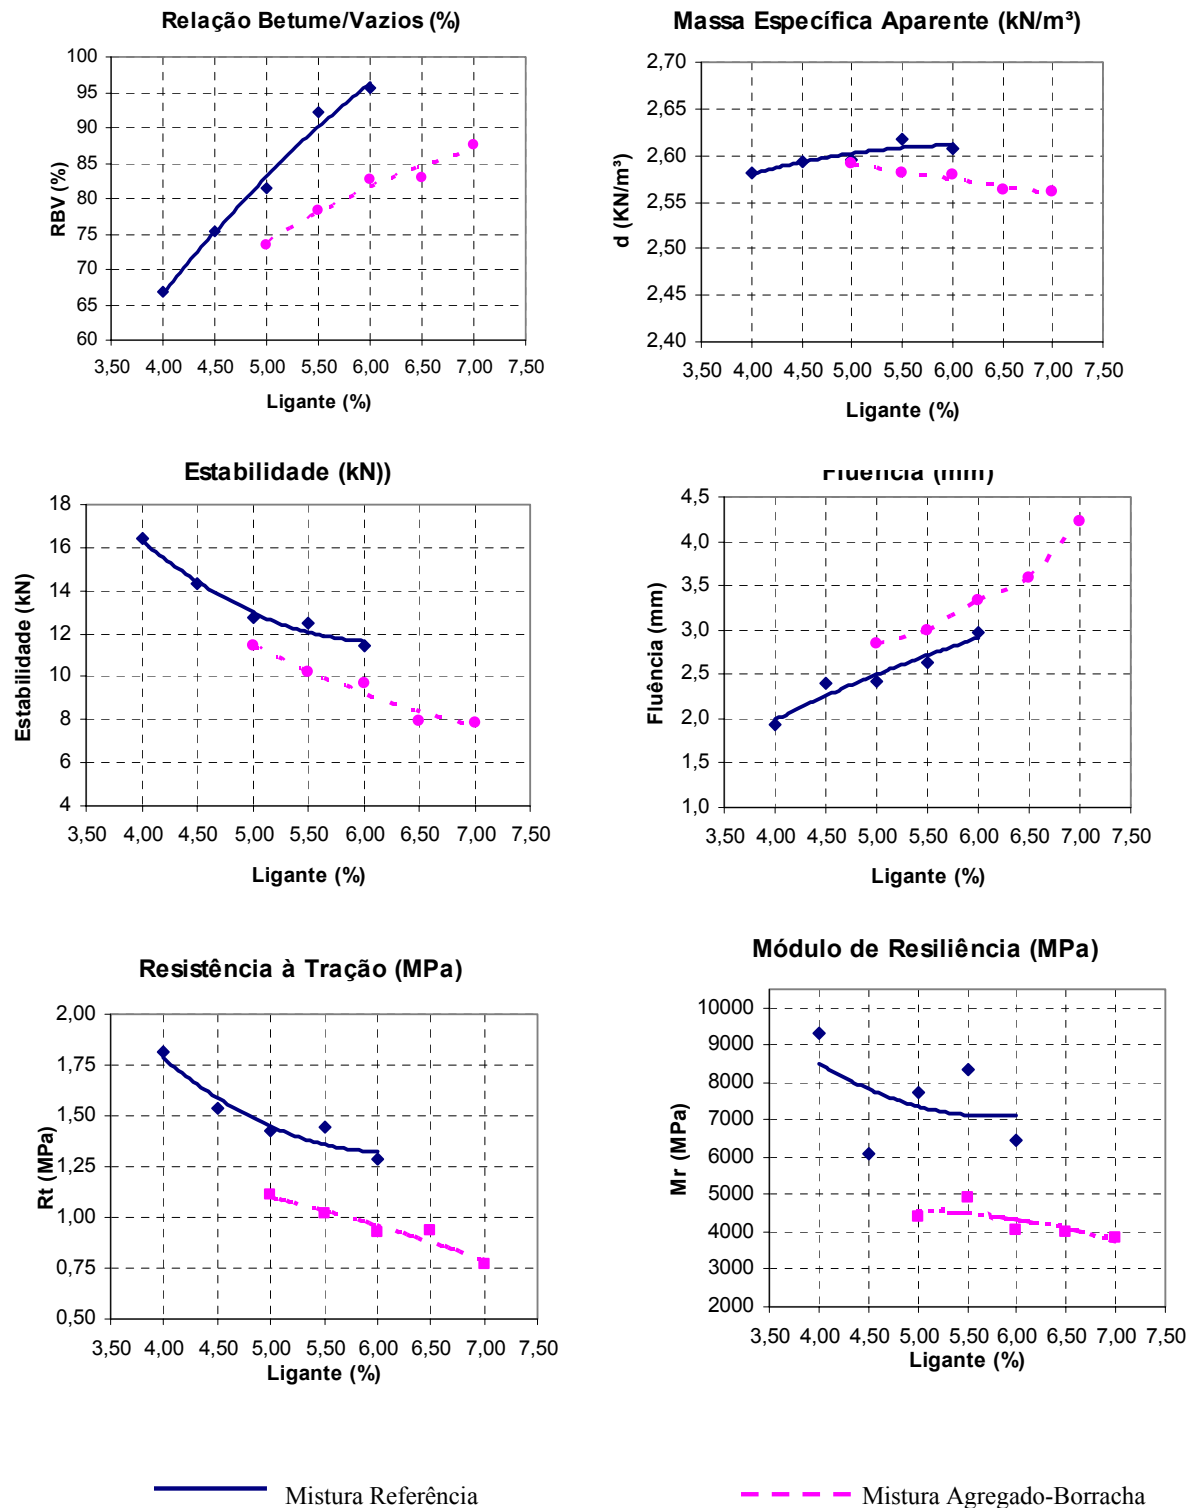 Relação Betume/Vazios (%)
100
95
90
85
80
75
70
65
60
RBV (%)
3,50 4,00 4,50 5,00 5,50 6,00 6,50 7,00 7,50
Ligante (%)
Massa Específica Aparente (kN/m³)
2,70
2,65
2,60
2,55
2,50
2,45
2,40
d (KN/m³)
3,50 4,00 4,50 5,00 5,50 6,00 6,50 7,00 7,50
Ligante (%)
Estabilidade (kN))
18
16
14
12
10
8
6
4
Estabilidade (kN)
3,50 4,00 4,50 5,00 5,50 6,00 6,50 7,00 7,50
Ligante (%)
Fluência (mm)
4,5
4,0
3,5
3,0
2,5
2,0
1,5
1,0
Fluência (mm)
3,50 4,00 4,50 5,00 5,50 6,00 6,50 7,00 7,50
Ligante (%)
Resistência à Tração (MPa)
2,00
1,75
1,50
1,25
1,00
0,75
0,50
Rt (MPa)
3,50 4,00 4,50 5,00 5,50 6,00 6,50 7,00 7,50
Ligante (%)
Módulo de Resiliência (MPa)
10000
9000
8000
7000
6000
5000
4000
3000
2000
Mr (MPa)
3,50 4,00 4,50 5,00 5,50 6,00 6,50 7,00 7,50
Ligante (%)
Mistura Referência
Mistura Agregado-Borracha